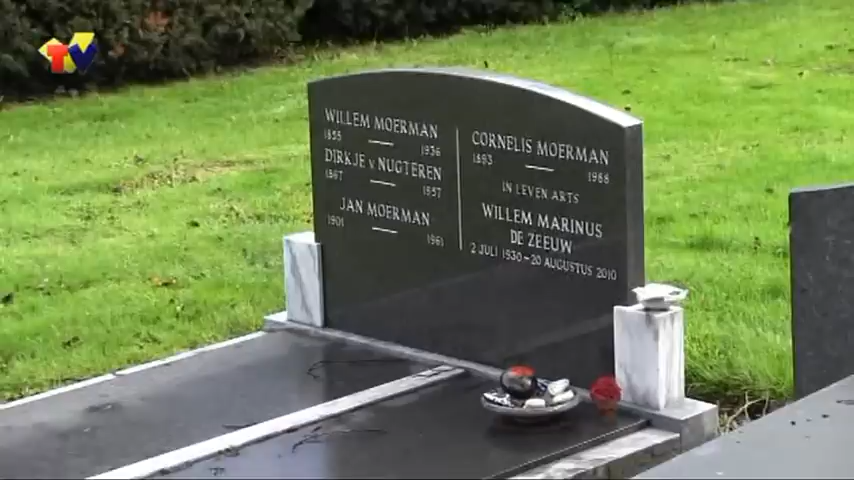 TV
WILLEM MOERMAN
1855 1936
DIRKJE v NUGTEREN
1867 1957
JAN MOERMAN
1901 1961
CORNELIS MOERMAN
1893 1988
IN LEVEN ARTS
WILLEM MARINUS
DE ZEEUW
2 JULI 1930-20 AUGUSTUS 2010